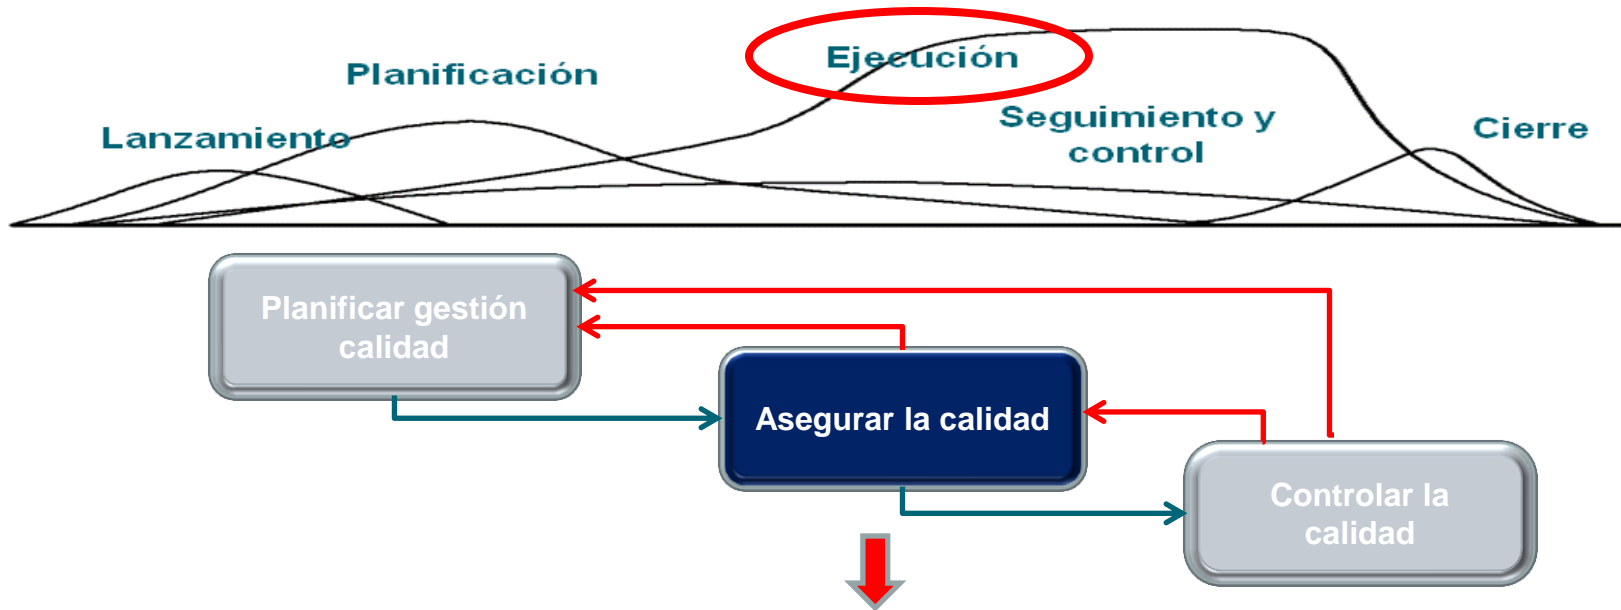 Ejecución
Planificación
Lanzamiento
Seguimiento y
control
Cierre
Planificar gestión
calidad
Asegurar la calidad
Controlar la
calidad